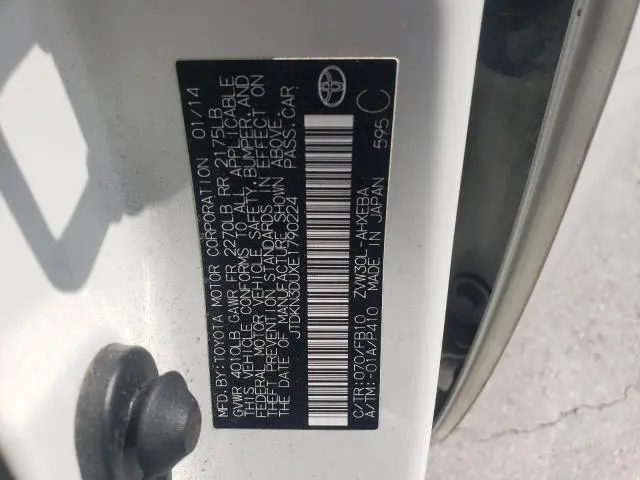 MFD.BY:TOYOTA MOTOR CORPORATION 01/14
GVWR 4010LB GAWR FR 2270LB RR 2175LB
THIS VEHICLE CONFORMS TO ALL APPLICABLE
FEDERAL MOTOR VEHICLE SAFETY, BUMPER, AND
THEFT PREVENTION STANDARDS IN EFFECT ON
THE DATE OF MANUFACTURE SHOWN ABOVE.
JTDKN3DUXE1760224 PASS.CAR
C/TR:070/FB10 ZVW30L-AHXEBA
A/TM:-01A/P410 MADE IN JAPAN 595 C